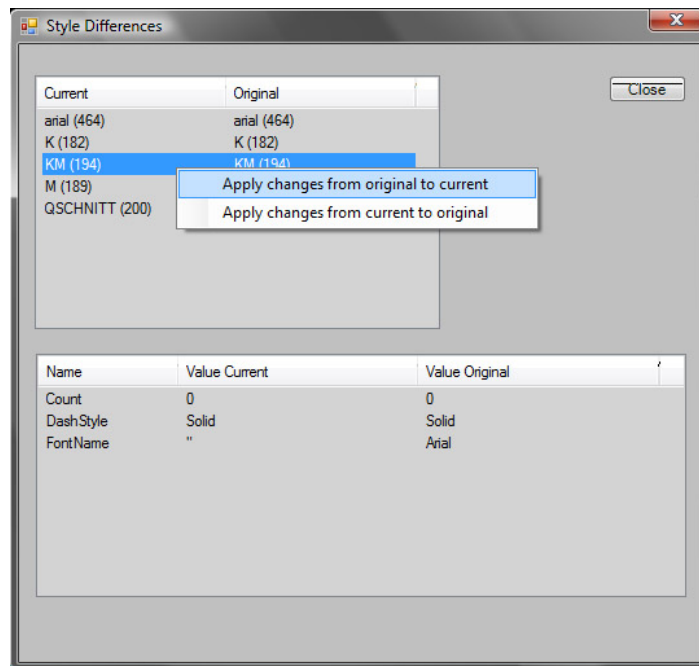 Style Differences
Close
Current Original
arial (464) arial (464)
K (182) K (182)
KM (194) KM (194)
M (189)
QSCHNITT (200)
Apply changes from original to current
Apply changes from current to original
Name Value Current Value Original
Count 0 0
DashStyle Solid Solid
FontName '' Arial